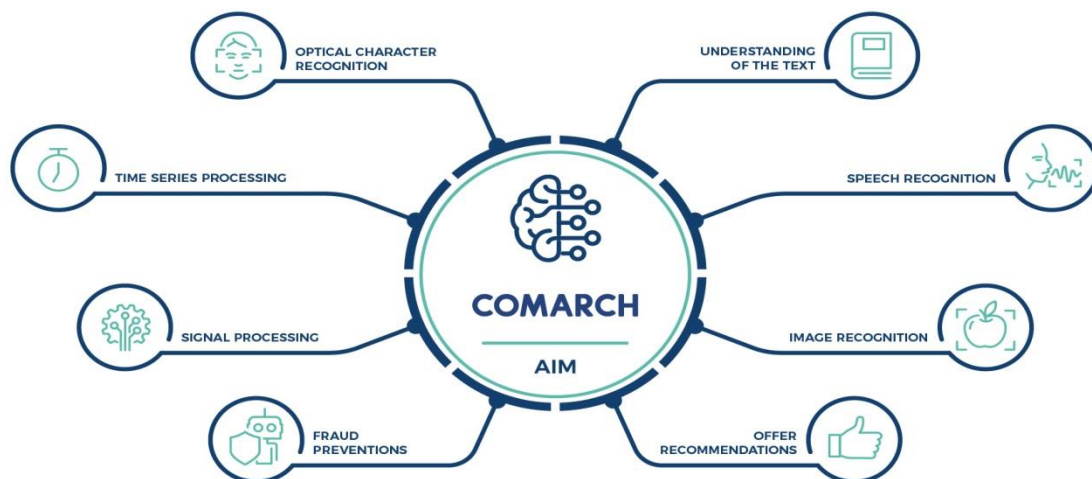 OPTICAL CHARACTER
RECOGNITION
UNDERSTANDING
OF THE TEXT
TIME SERIES PROCESSING
SPEECH RECOGNITION
COMARCH
AIM
SIGNAL PROCESSING
IMAGE RECOGNITION
FRAUD
PREVENTIONS
OFFER
RECOMMENDATIONS